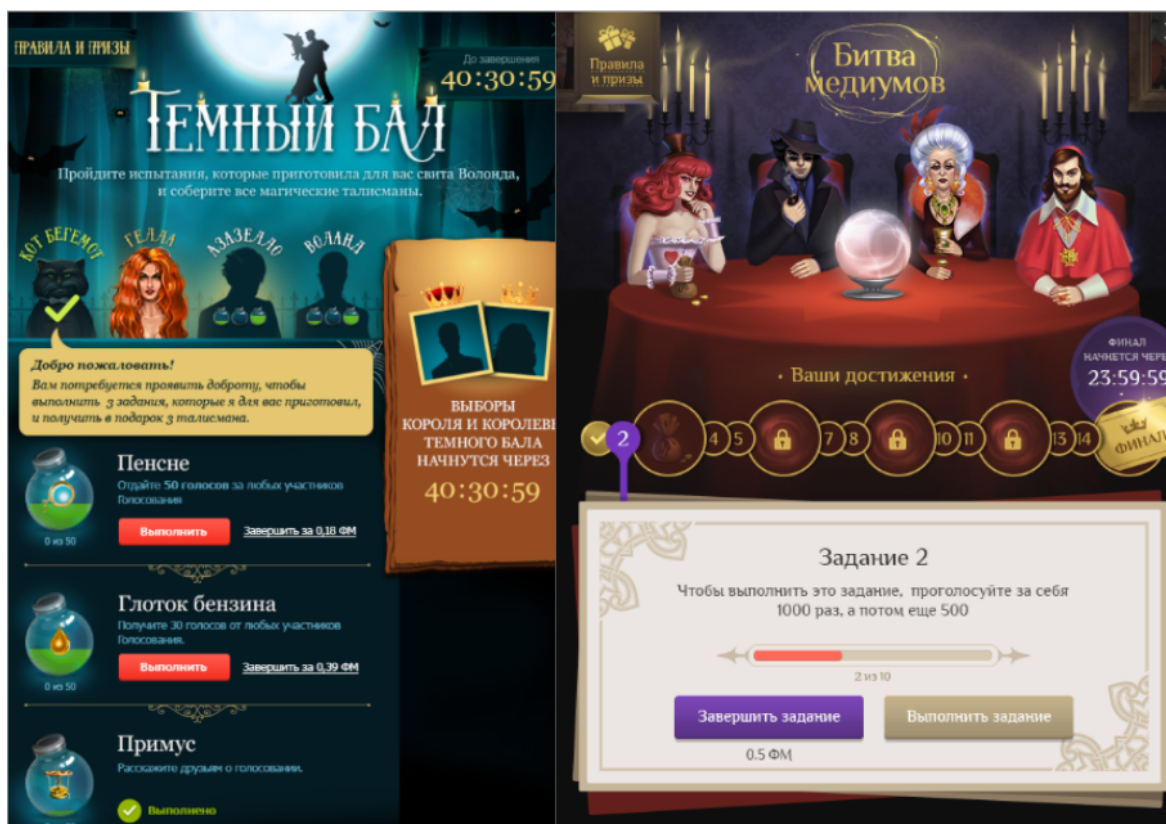 ПРАВИЛА И ПРИЗЫ
До завершения
40:30:59
ТЕМНЫЙ БАЛ
Пройдите испытания, которые приготовила для вас свита Волонда,
и соберите все магические талисманы.
КОТ БЕГЕМОТ
ГЕЛЛА
АЗАЗЕЛЛО
ВОЛАНД
Добро пожаловать!
Вам потребуется проявить доброту, чтобы
выполнить 3 задания, которые я для вас приготовил,
и получить в подарок 3 талисмана.
ВЫБОРЫ
КОРОЛЯ И КОРОЛЕВЫ
ТЕМНОГО БАЛА
НАЧНУТСЯ ЧЕРЕЗ
40:30:59
Пенсне
Отдайте 50 голосов за любых участников
Голосования
Выполнить
Завершить за 0,18 ФМ
0 из 50
Глоток бензина
Получите 30 голосов от любых участников
Голосования.
Выполнить
Завершить за 0,39 ФМ
0 из 50
Примус
Расскажите друзьям о голосовании.
Выполнено
Правила
и призы
Битва
медиумов
ФИНАЛ
НАЧНЕТСЯ ЧЕРЕ
23:59:59
· Ваши достижения ·
2
4
5
7
8
10
11
13
14
ФИНАЛ
Задание 2
Чтобы выполнить это задание, проголосуйте за себя
1000 раз, а потом еще 500
2 из 10
Завершить задание
Выполнить задание
0.5 ФМ